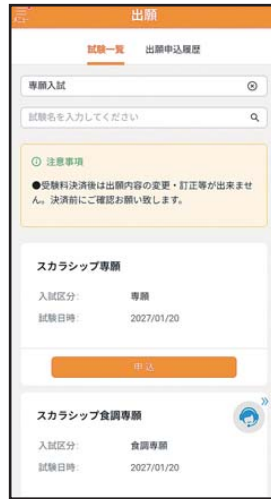 出願
試験一覧 出願申込履歴
専願入試
試験名を入力してください
注意事項
●受験料決済後は出願内容の変更・訂正等が出来ませ
ん。決済前にご確認お願い致します。
スカラシップ専願
入試区分: 専願
試験日時: 2027/01/20
申込
スカラシップ食調専願
入試区分: 食調専願
試験日時: 2027/01/20